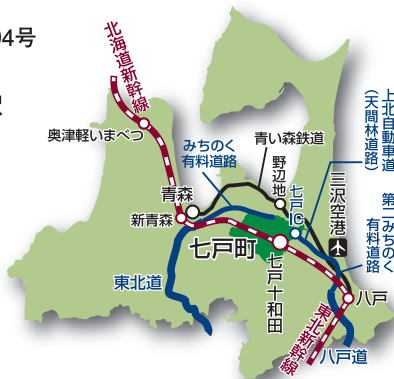 04号
北海道新幹線
奥津軽いまべつ
みちのく
有料道路
青い森鉄道
上北自動車道
(天間林道路)
野辺地
七戸IC
三沢空港
第二みちのく
有料道路
青森
新青森
七戸町
七戸十和田
東北道
八戸
東北新幹線
八戸道